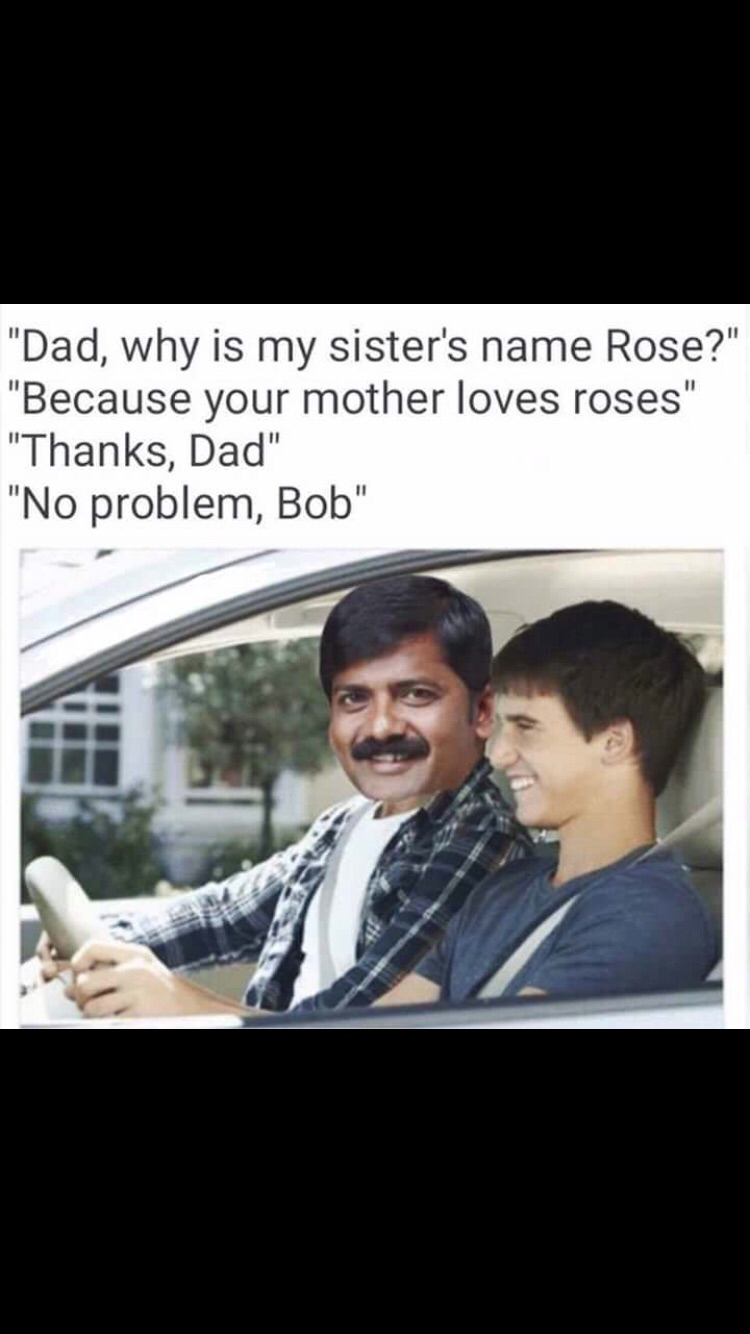 "Dad, why is my sister's name Rose?"
"Because your mother loves roses"
"Thanks, Dad"
"No problem, Bob"